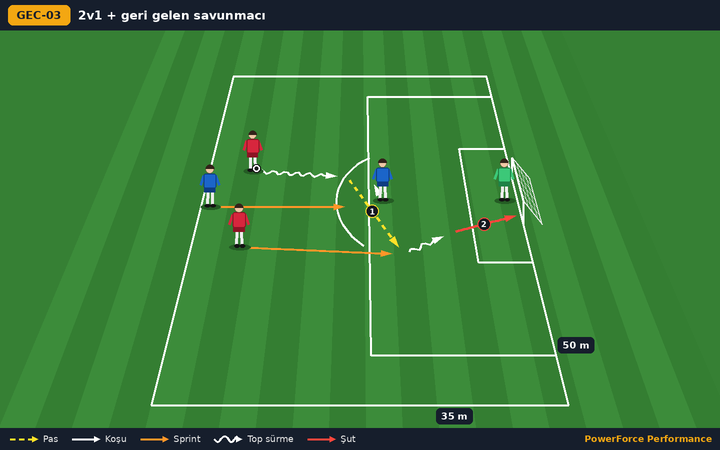 GEC-03 2v1 + geri gelen savunmacı
1
2
50 m
35 m
Pas Koşu Sprint Top sürme Şut PowerForce Performance